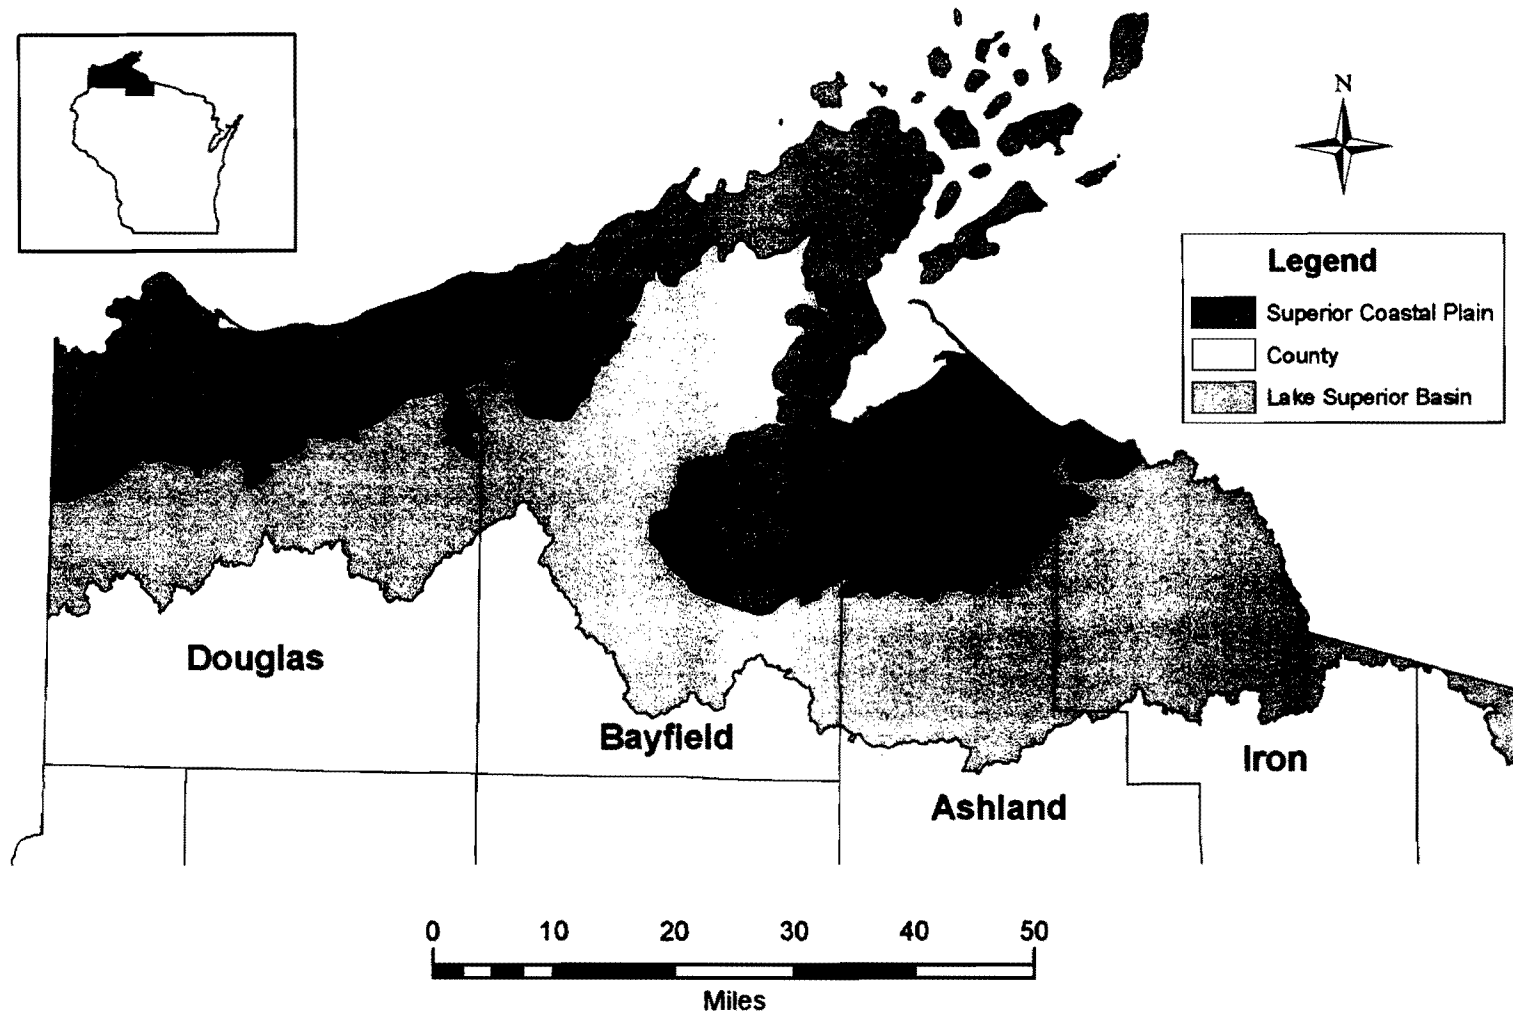 N
Legend
Superior Coastal Plain
County
Lake Superior Basin
Douglas
Bayfield
Iron
Ashland
0 10 20 30 40 50
Miles